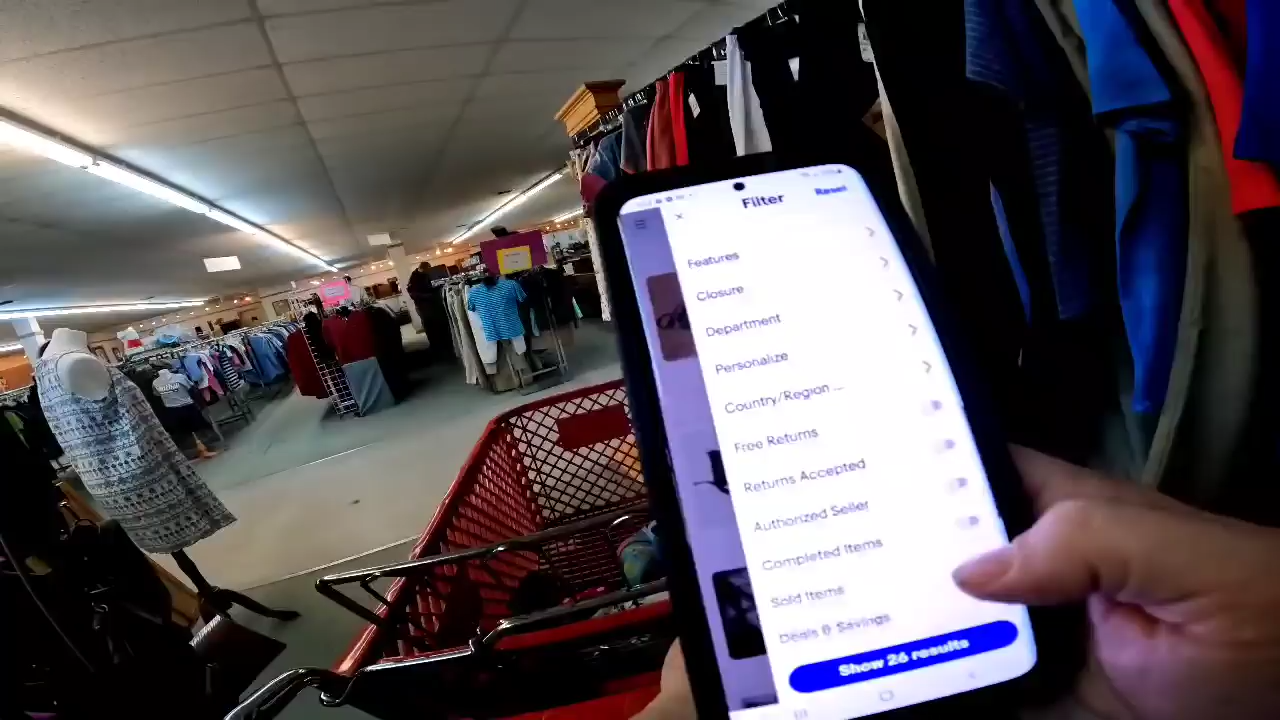 Filter
Reset
Features
Closure
Department
Personalize
Country/Region ...
Free Returns
Returns Accepted
Authorized Seller
Completed Items
Sold Items
Deals & Savings
Show 26 results